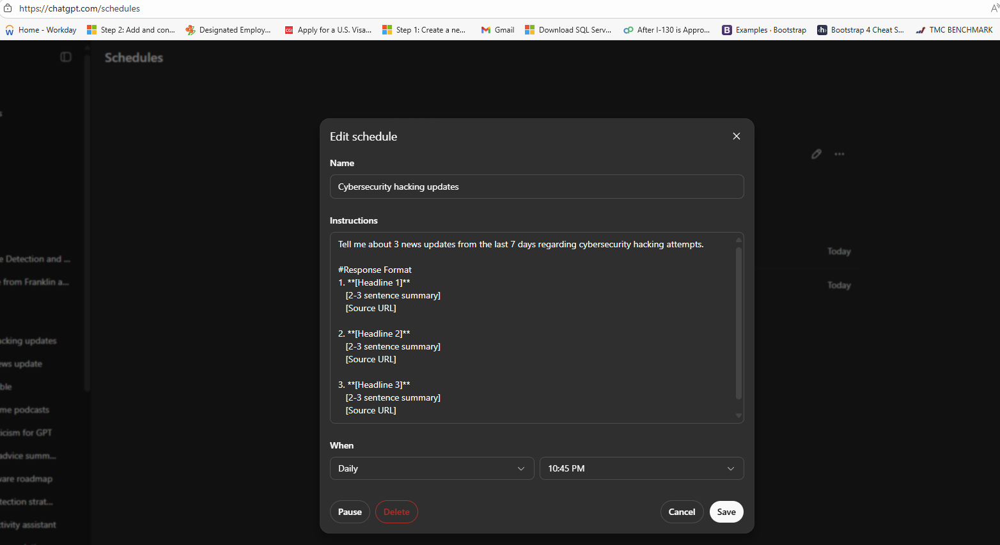 https://chatgpt.com/schedules
Home - Workday
Step 2: Add and con...
Designated Employ...
CGI
Apply for a U.S. Visa...
Step 1: Create a ne...
Gmail
Download SQL Serv...
After I-130 is Appro...
B
Examples · Bootstrap
h
Bootstrap 4 Cheat S...
TMC BENCHMARK
Schedules
Edit schedule
Name
Cybersecurity hacking updates
Instructions
Tell me about 3 news updates from the last 7 days regarding cybersecurity hacking attempts.
#Response Format
1. **[Headline 1]**
[2-3 sentence summary]
[Source URL]
2. **[Headline 2]**
[2-3 sentence summary]
[Source URL]
3. **[Headline 3]**
[2-3 sentence summary]
[Source URL]
When
Daily
10:45 PM
Pause
Delete
Cancel
Save
Today
Today
e Detection and ...
from Franklin a...
acking updates
ews update
ble
me podcasts
icism for GPT
advice summ...
vare roadmap
tection strat...
tivity assistant